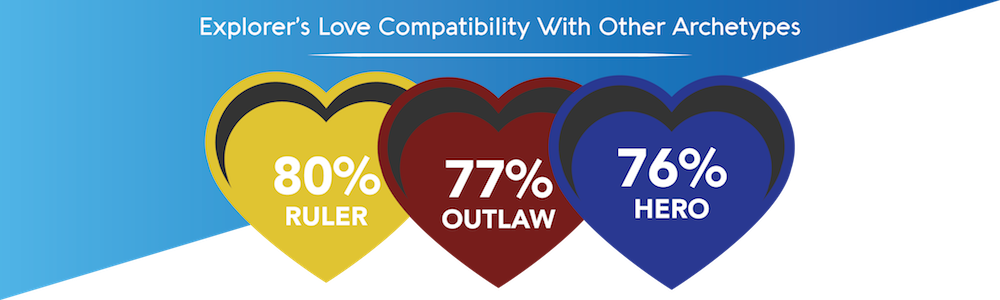 Explorer's Love Compatibility With Other Archetypes
80%
RULER
77%
OUTLAW
76%
HERO